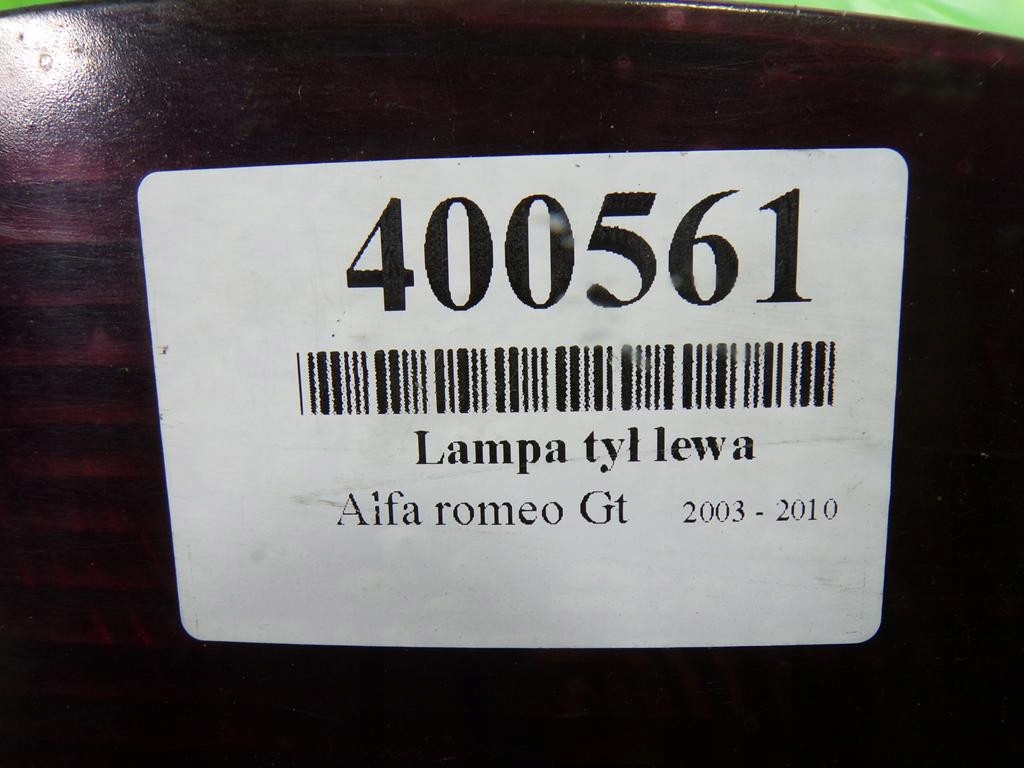 400561
Lampa tył lewa
Alfa romeo Gt 2003 - 2010